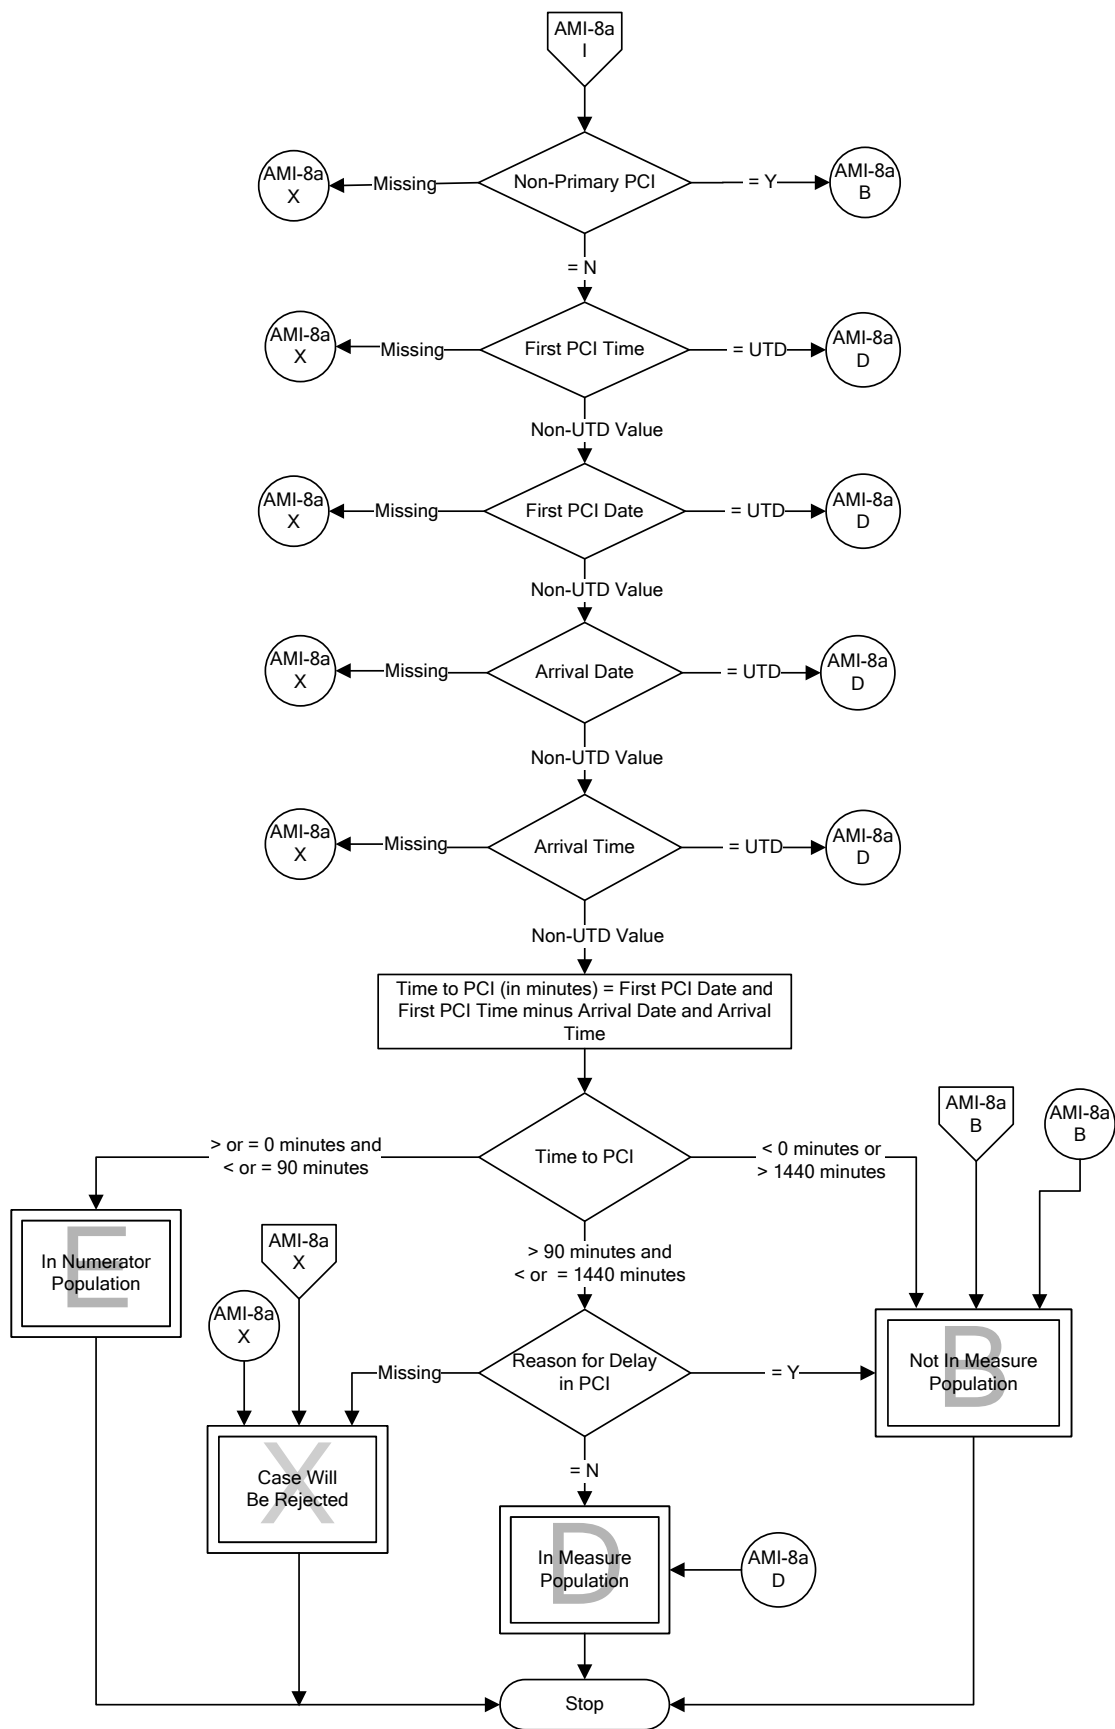 AMI-8a
I
AMI-8a
X
Missing
Non-Primary PCI
= Y
AMI-8a
B
= N
AMI-8a
X
Missing
First PCI Time
= UTD
AMI-8a
D
Non-UTD Value
AMI-8a
X
Missing
First PCI Date
= UTD
AMI-8a
D
Non-UTD Value
AMI-8a
X
Missing
Arrival Date
= UTD
AMI-8a
D
Non-UTD Value
AMI-8a
X
Missing
Arrival Time
= UTD
AMI-8a
D
Non-UTD Value
Time to PCI (in minutes) = First PCI Date and
First PCI Time minus Arrival Date and Arrival
Time
> or = 0 minutes and
< or = 90 minutes
Time to PCI
< 0 minutes or
> 1440 minutes
AMI-8a
B
AMI-8a
B
E
In Numerator
Population
AMI-8a
X
> 90 minutes and
< or = 1440 minutes
AMI-8a
X
Missing
Reason for Delay
in PCI
= Y
B
Not In Measure
Population
X
Case Will
Be Rejected
= N
D
In Measure
Population
AMI-8a
D
Stop